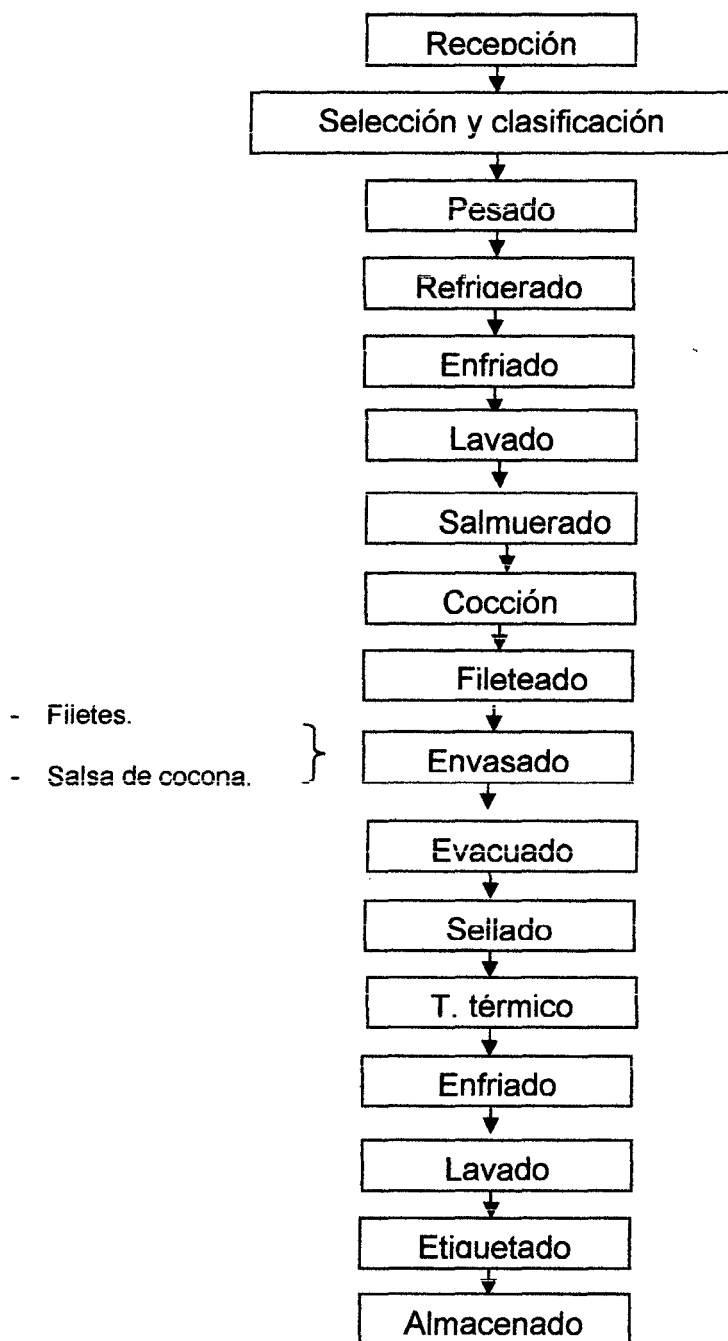 Recepción
Selección y clasificación
Pesado
Refrigerado
Enfriado
Lavado
Salmuerado
Cocción
Fileteado
- Filetes.
- Salsa de cocona.
Envasado
Evacuado
Sellado
T. térmico
Enfriado
Lavado
Etiquetado
Almacenado